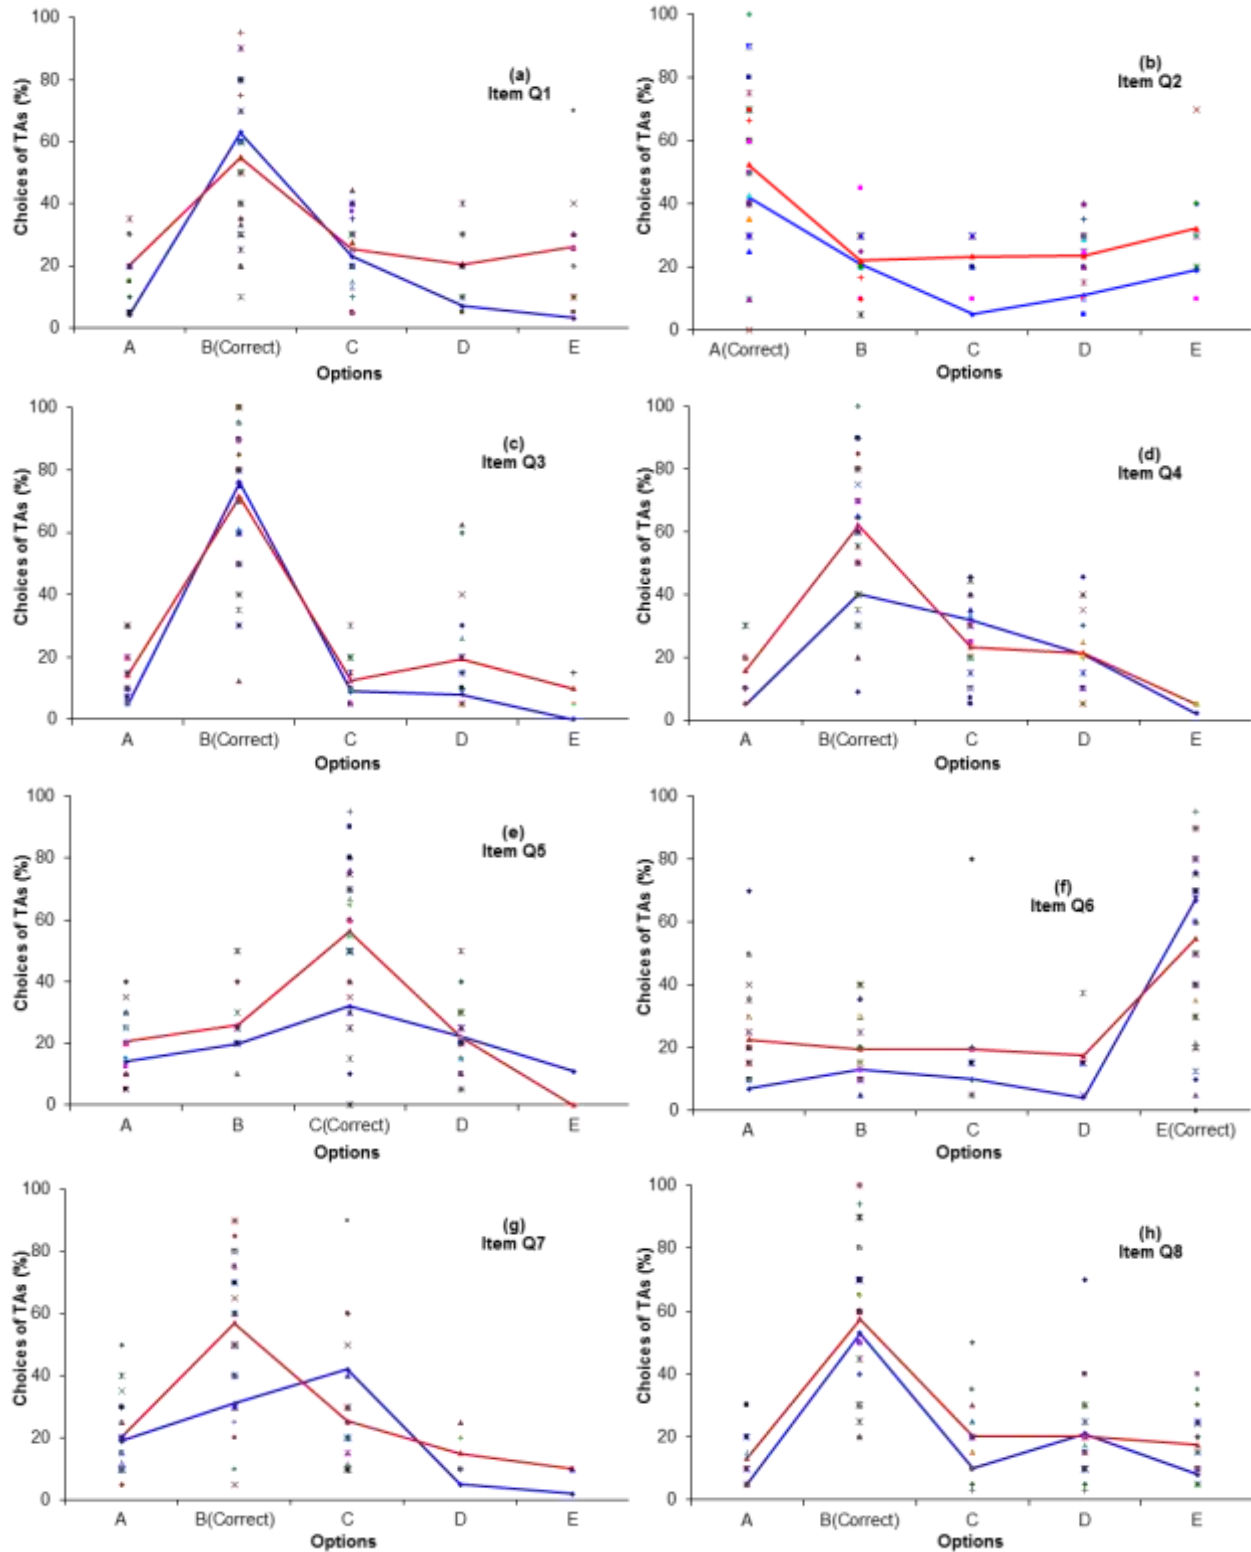 (a)
Item Q1
Choices of TAs (%)
100
80
60
40
20
0
A B(Correct) C D E
Options
(b)
Item Q2
Choices of TAs (%)
100
80
60
40
20
0
A(Correct) B C D E
Options
(c)
Item Q3
Choices of TAs (%)
100
80
60
40
20
0
A B(Correct) C D E
Options
(d)
Item Q4
Choices of TAs (%)
100
80
60
40
20
0
A B(Correct) C D E
Options
(e)
Item Q5
Choices of TAs (%)
100
80
60
40
20
0
A B C(Correct) D E
Options
(f)
Item Q6
Choices of TAs (%)
100
80
60
40
20
0
A B C D E(Correct)
Options
(g)
Item Q7
Choices of TAs (%)
100
80
60
40
20
0
A B(Correct) C D E
Options
(h)
Item Q8
Choices of TAs (%)
100
80
60
40
20
0
A B(Correct) C D E
Options